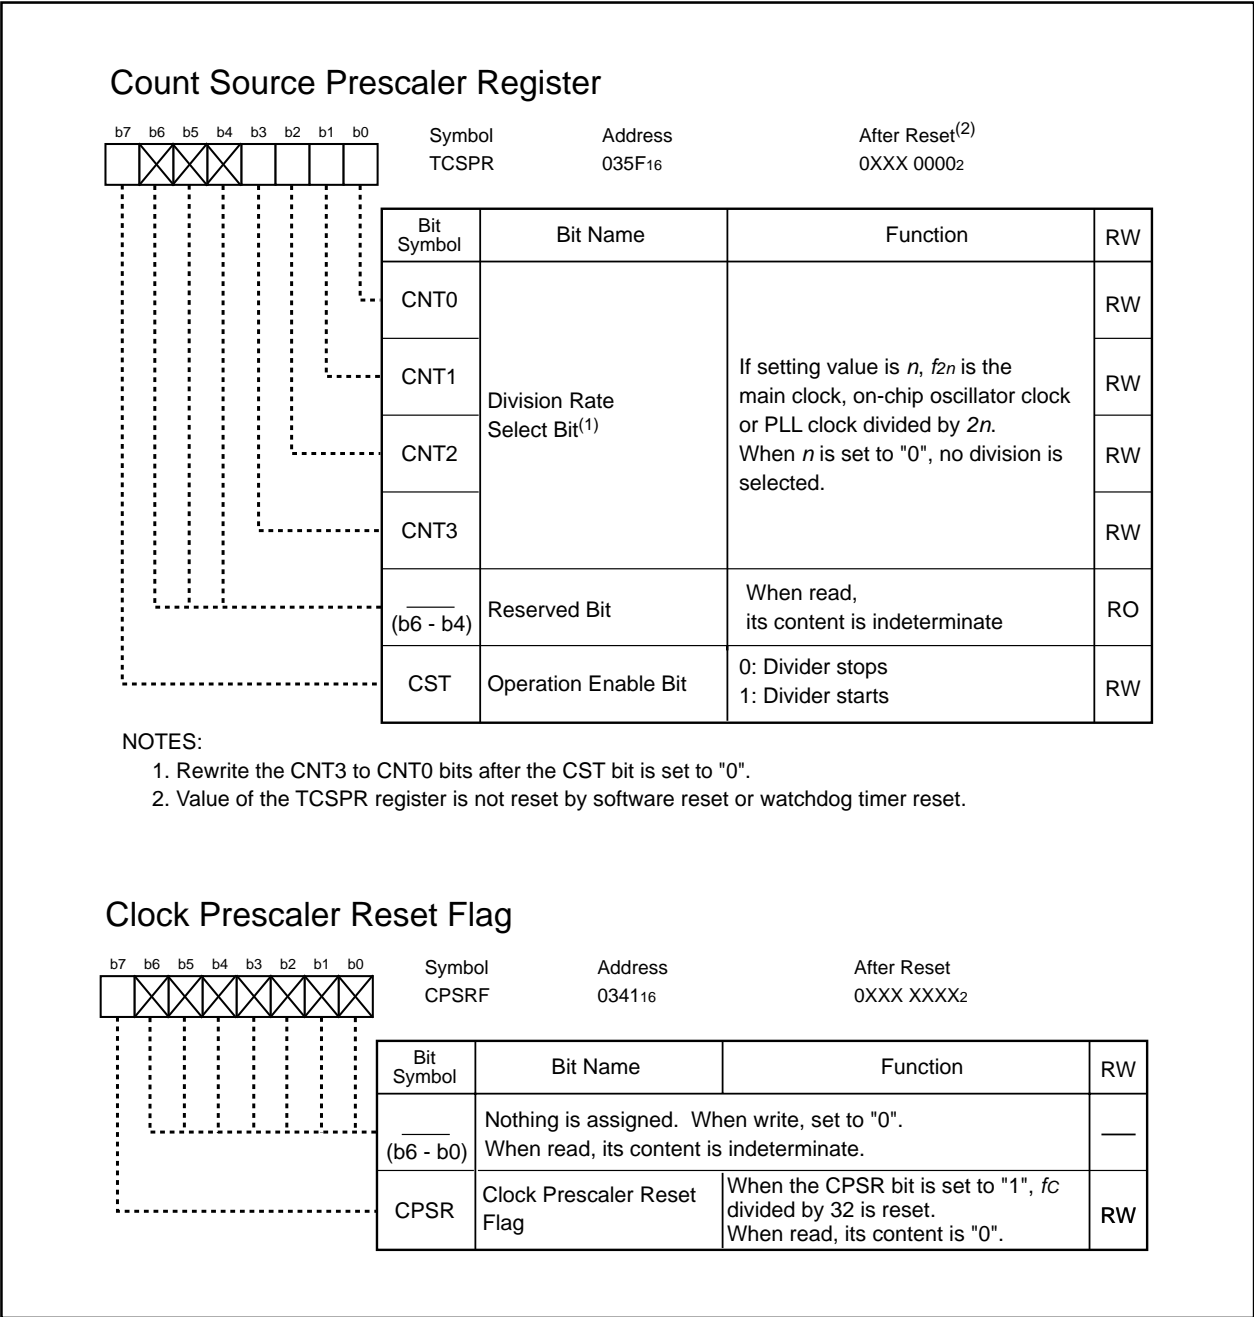 Count Source Prescaler Register
b7 b6 b5 b4 b3 b2 b1 b0
Symbol Address After Reset(2)
TCSPR 035F16 0XXX 00002
Bit Symbol Bit Name Function RW
CNT0 RW
CNT1 RW
CNT2 RW
CNT3 RW
Division Rate
Select Bit(1)
If setting value is n, f2n is the
main clock, on-chip oscillator clock
or PLL clock divided by 2n.
When n is set to "0", no division is
selected.
(b6 - b4) Reserved Bit
When read,
its content is indeterminate
RO
CST Operation Enable Bit
0: Divider stops
1: Divider starts
RW
NOTES:
1. Rewrite the CNT3 to CNT0 bits after the CST bit is set to "0".
2. Value of the TCSPR register is not reset by software reset or watchdog timer reset.
Clock Prescaler Reset Flag
b7 b6 b5 b4 b3 b2 b1 b0
Symbol Address After Reset
CPSRF 034116 0XXX XXXX2
Bit Symbol Bit Name Function RW
(b6 - b0)
Nothing is assigned. When write, set to "0".
When read, its content is indeterminate.
CPSR
Clock Prescaler Reset
Flag
When the CPSR bit is set to "1", fC
divided by 32 is reset.
When read, its content is "0".
RW